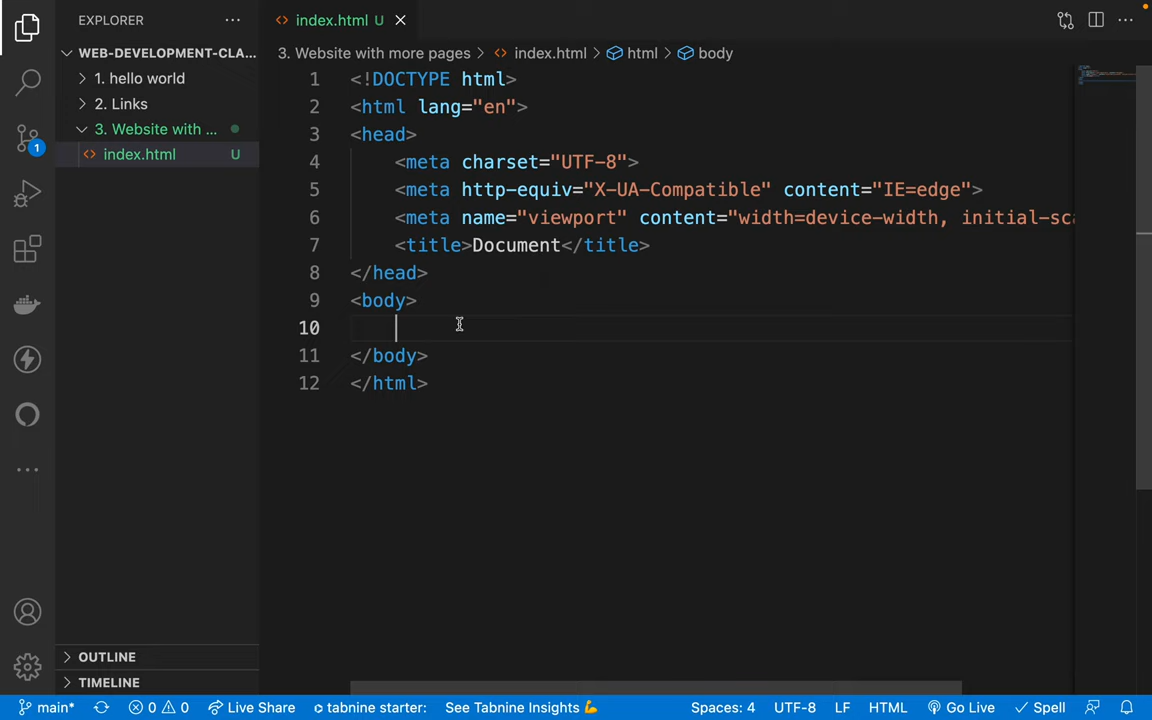 EXPLORER
WEB-DEVELOPMENT-CLA...
1. hello world
2. Links
3. Website with ...
<> index.html U
OUTLINE
TIMELINE
<> index.html U
3. Website with more pages > <> index.html > html > body
1 <!DOCTYPE html>
2 <html lang="en">
3 <head>
4 <meta charset="UTF-8">
5 <meta http-equiv="X-UA-Compatible" content="IE=edge">
6 <meta name="viewport" content="width=device-width, initial-sca
7 <title>Document</title>
8 </head>
9 <body>
10
11 </body>
12 </html>
1
main* 0 0 Live Share tabnine starter: See Tabnine Insights 💪 Spaces: 4 UTF-8 LF HTML Go Live Spell